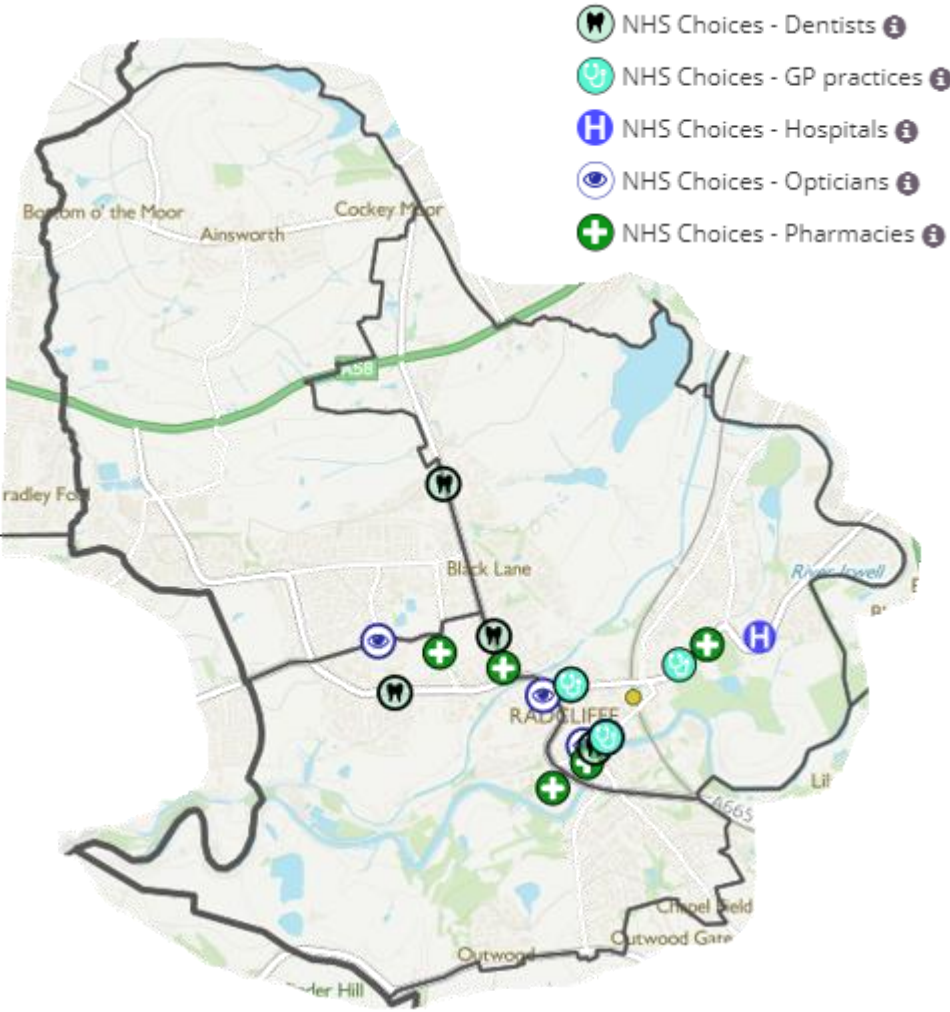 NHS Choices - Dentists
NHS Choices - GP practices
H NHS Choices - Hospitals
NHS Choices - Opticians
NHS Choices - Pharmacies
Cockey Moor
Ainsworth
A58
Black Lane
River Irwell
H
RADCLIFFE
A665
Chapel Field
Outwood Gate
Outwood